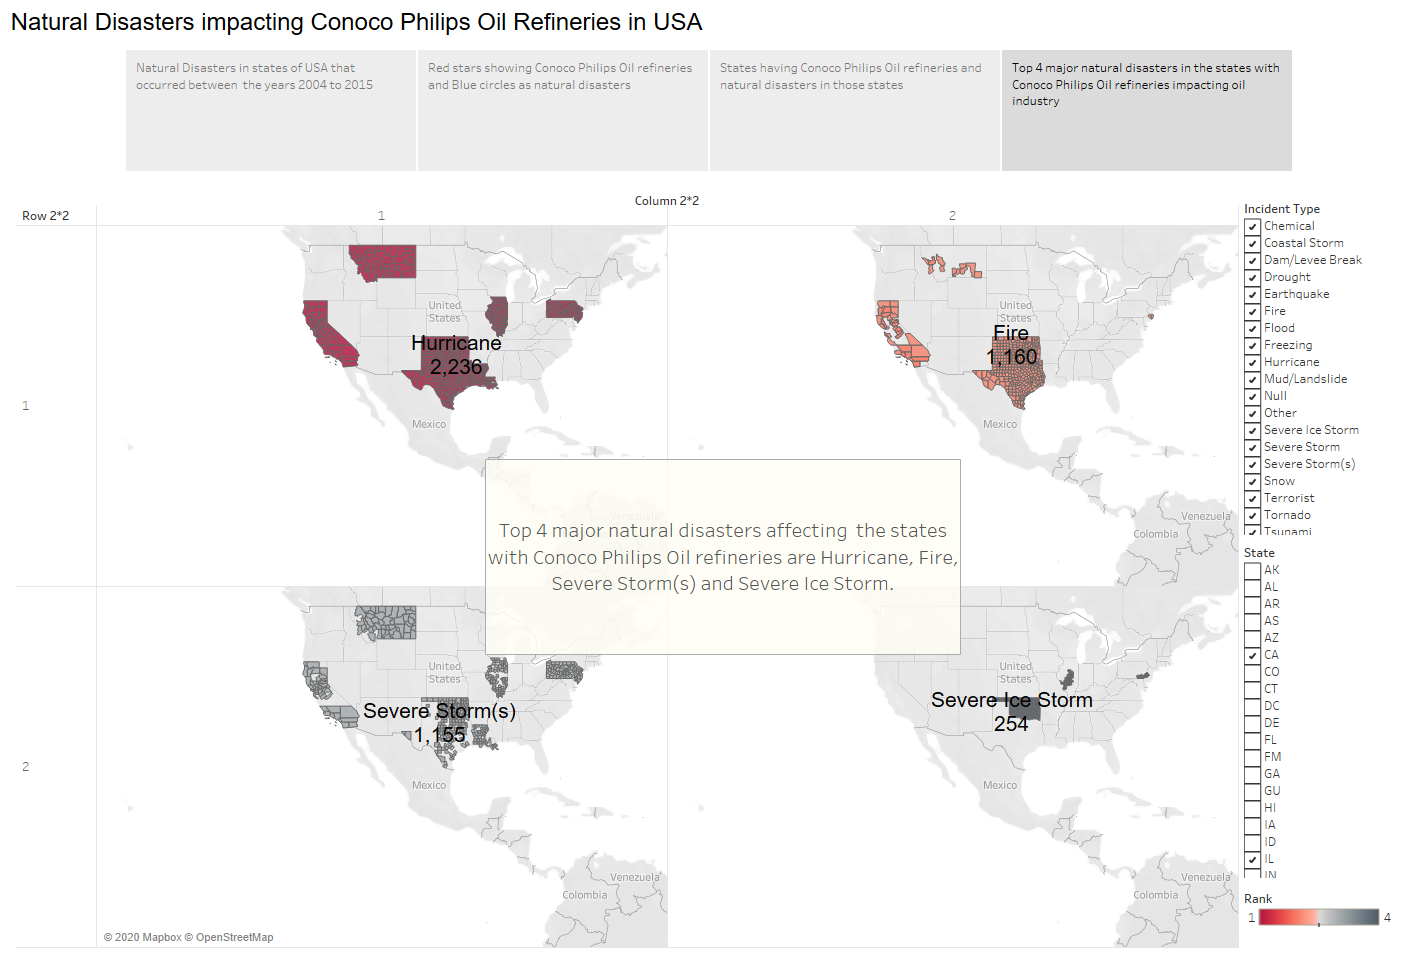 Natural Disasters impacting Conoco Philips Oil Refineries in USA
Natural Disasters in states of USA that
occurred between the years 2004 to 2015
Red stars showing Conoco Philips Oil refineries
and Blue circles as natural disasters
States having Conoco Philips Oil refineries and
natural disasters in those states
Top 4 major natural disasters in the states with
Conoco Philips Oil refineries impacting oil
industry
Column 2*2
Row 2*2
1
2
1
United
States
Hurricane
2,236
Mexico
United
States
Fire
1,160
Mexico
Venezuela
Colombia
Top 4 major natural disasters affecting the states
with Conoco Philips Oil refineries are Hurricane, Fire,
Severe Storm(s) and Severe Ice Storm.
2
United
States
Severe Storm(s)
1,155
Mexico
Venezuela
Colombia
United
States
Severe Ice Storm
254
Mexico
Venezuela
Colombia
© 2020 Mapbox © OpenStreetMap
Incident Type
Chemical
Coastal Storm
Dam/Levee Break
Drought
Earthquake
Fire
Flood
Freezing
Hurricane
Mud/Landslide
Null
Other
Severe Ice Storm
Severe Storm
Severe Storm(s)
Snow
Terrorist
Tornado
Tsunami
State
AK
AL
AR
AS
AZ
CA
CO
CT
DC
DE
FL
FM
GA
GU
HI
IA
ID
IL
IN
Rank
1
4